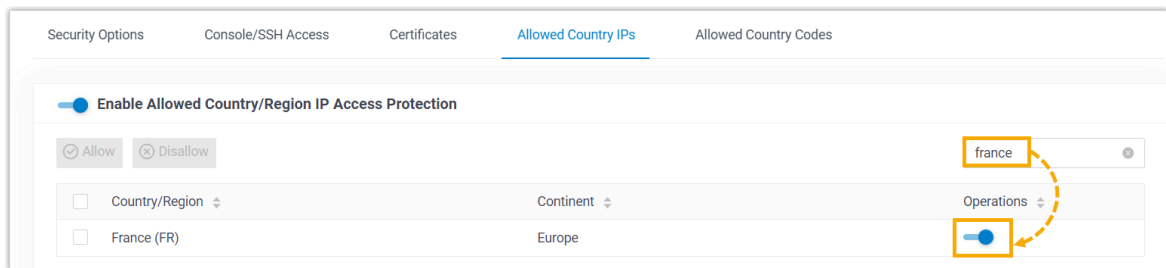 Security Options Console/SSH Access Certificates Allowed Country IPs Allowed Country Codes
Enable Allowed Country/Region IP Access Protection
Allow Disallow france
Country/Region Continent Operations
France (FR) Europe